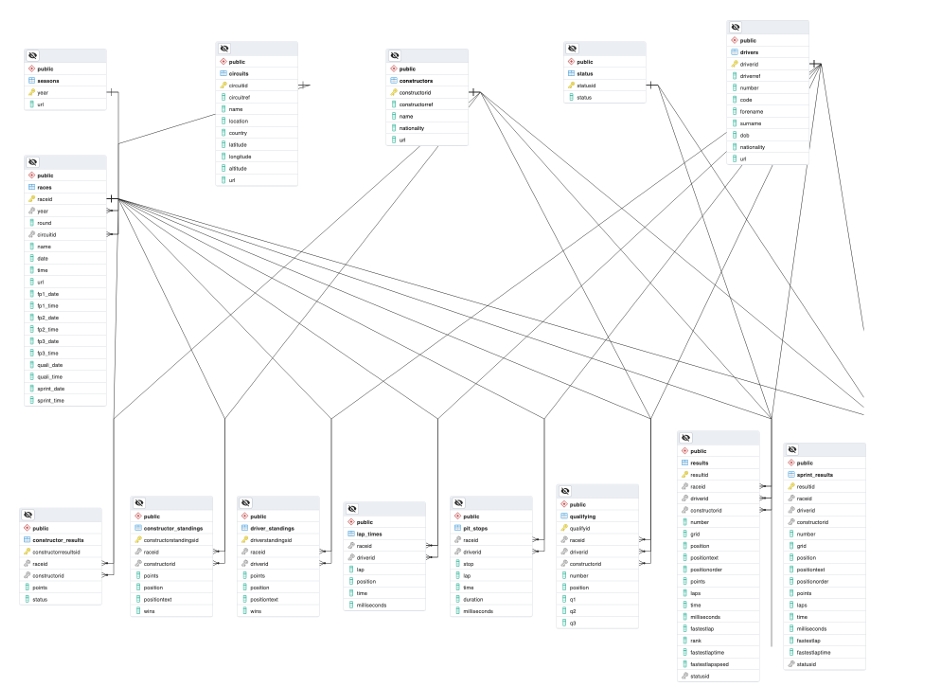 public
seasons
year
url
public
circuits
circuitid
circuitref
name
location
country
latitude
longitude
altitude
url
public
constructors
constructorid
constructorref
name
nationality
url
public
status
statusid
status
public
drivers
driverid
driverref
number
code
forename
surname
dob
nationality
url
public
races
raceid
year
round
circuitid
name
date
time
url
fp1_date
fp1_time
fp2_date
fp2_time
fp3_date
fp3_time
quali_date
quali_time
sprint_date
sprint_time
public
constructor_results
constructorresultsid
raceid
constructorid
points
status
public
constructor_standings
constructorstandingsid
raceid
constructorid
points
position
positiontext
wins
public
driver_standings
driverstandingsid
raceid
driverid
points
position
positiontext
wins
public
lap_times
raceid
driverid
lap
position
time
milliseconds
public
pit_stops
raceid
driverid
stop
lap
time
duration
milliseconds
public
qualifying
qualifyid
raceid
driverid
constructorid
number
position
q1
q2
q3
public
results
resultid
raceid
driverid
constructorid
number
grid
position
positiontext
positionorder
points
laps
time
milliseconds
fastestlap
rank
fastestlaptime
fastestlapspeed
statusid
public
sprint_results
resultid
raceid
driverid
constructorid
number
grid
position
positiontext
positionorder
points
laps
time
milliseconds
fastestlap
fastestlaptime
statusid